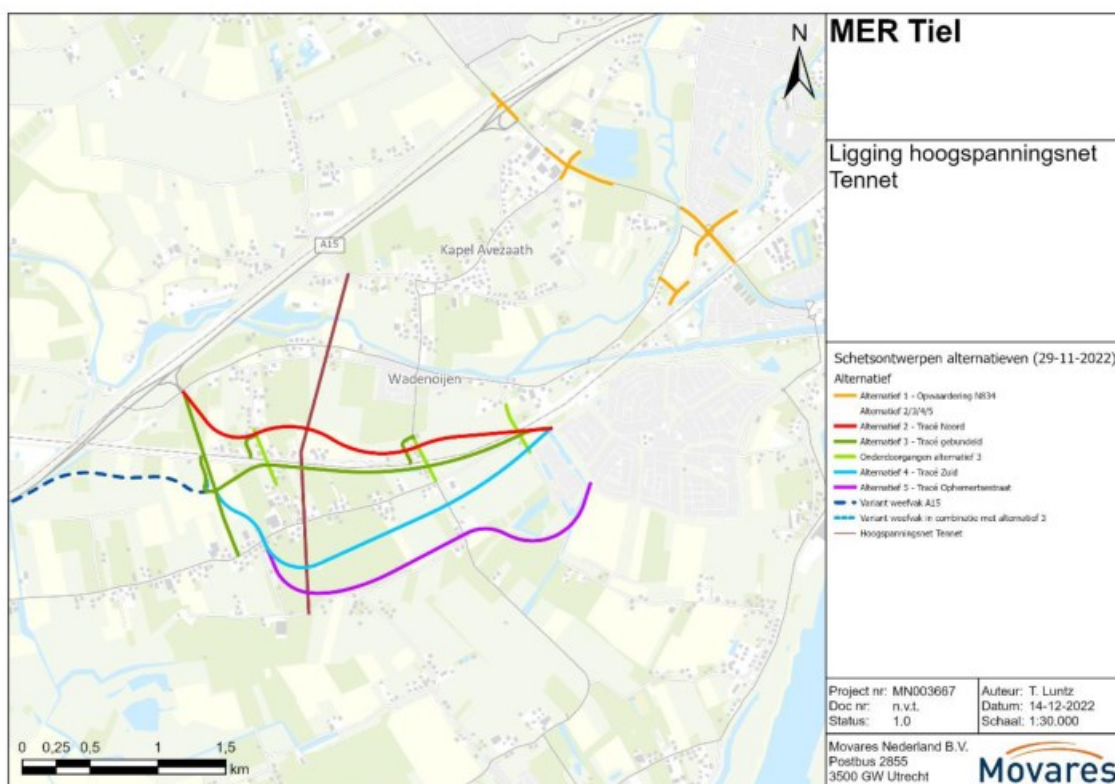 N
A15
Kapel Avezaath
Wadenoijen
0 0,25 0,5 1 1,5
km
MER Tiel
Ligging hoogspanningsnet
Tennet
Schetsontwerpen alternatieven (29-11-2022)
Alternatief
Alternatief 1 - Opwaardering N834
Alternatief 2/3/4/5
Alternatief 2 - Tracé Noord
Alternatief 3 - Tracé gebundeld
Onderdoorgangen alternatief 3
Alternatief 4 - Tracé Zuid
Alternatief 5 - Tracé Ophemertsestraat
Variant weefvak A15
Variant weefvak in combinatie met alternatief 3
Hoogspanningsnet Tennet
Project nr: MN003667
Doc nr: n.v.t.
Status: 1.0
Auteur: T. Luntz
Datum: 14-12-2022
Schaal: 1:30.000
Movares Nederland B.V.
Postbus 2855
3500 GW Utrecht
Movares